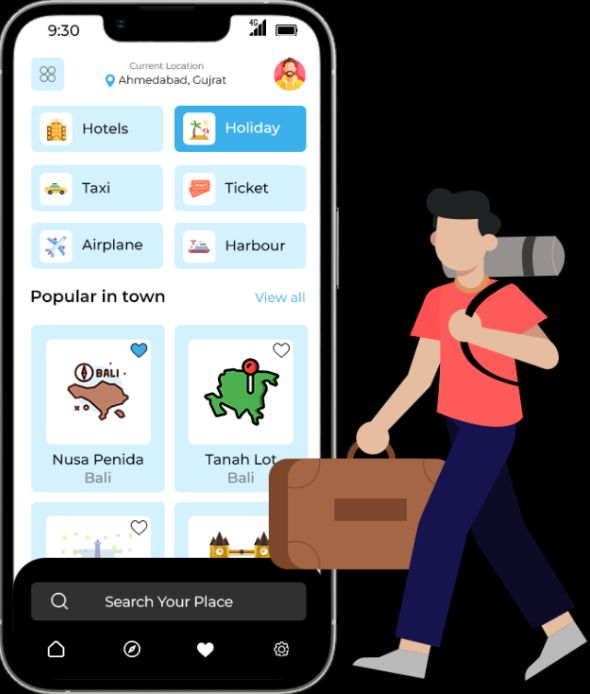 9:30
4G
Current Location
Ahmedabad, Gujrat
Hotels
Holiday
Taxi
Ticket
Airplane
Harbour
Popular in town
View all
BALI
Nusa Penida
Bali
Tanah Lot
Bali
Search Your Place